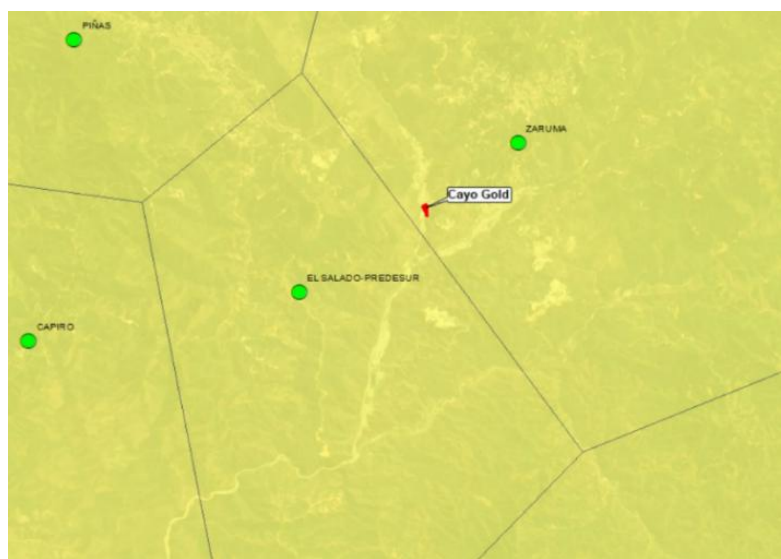 PIÑAS
ZARUMA
Cayo Gold
EL SALADO-PREDESUR
CAPIRO